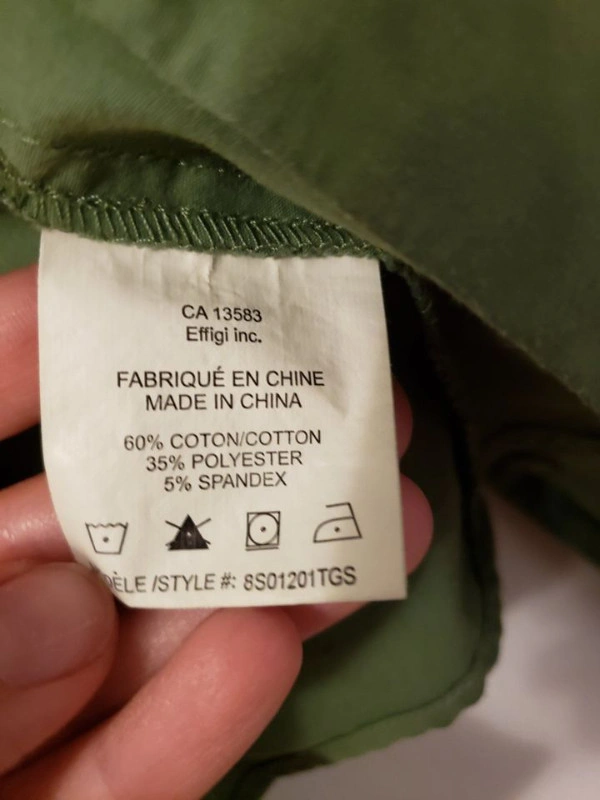 CA 13583
Effigi inc.
FABRIQUÉ EN CHINE
MADE IN CHINA
60% COTON/COTTON
35% POLYESTER
5% SPANDEX
DÈLE /STYLE #: 8S01201TGS